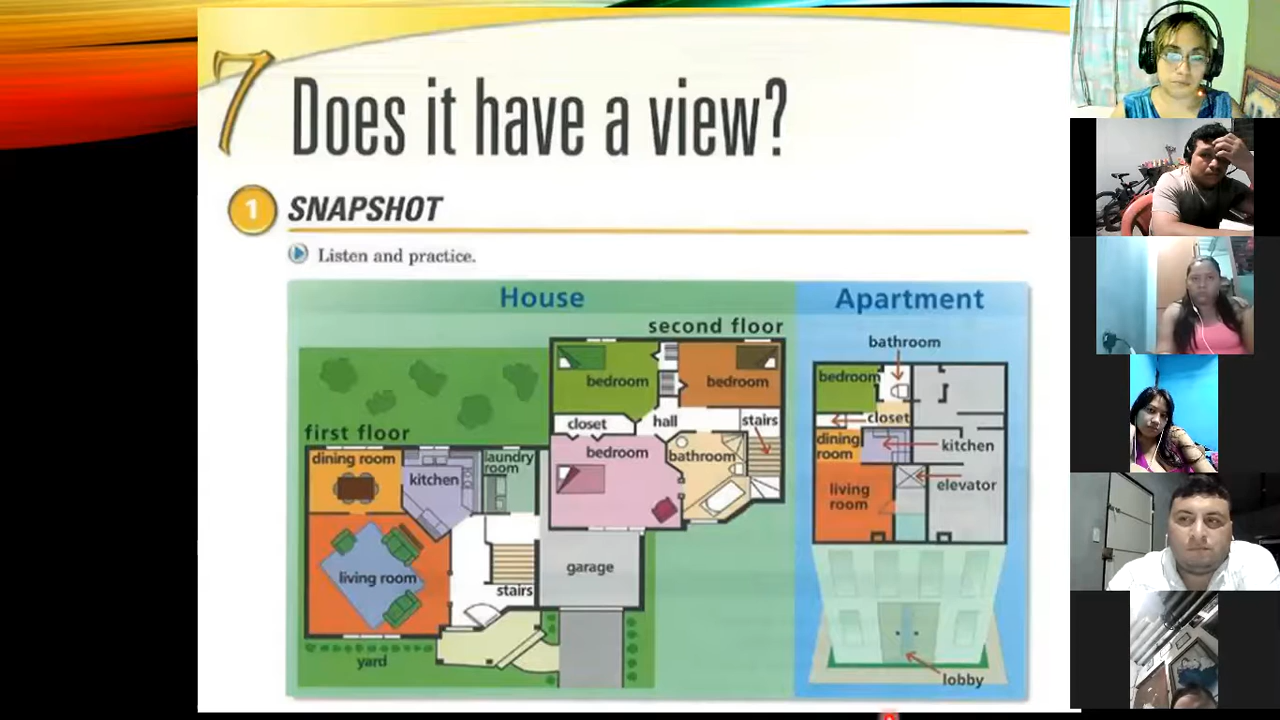 7 Does it have a view?
1 SNAPSHOT
Listen and practice.
House
second floor
bedroom
bedroom
closet
hall
stairs
bedroom
bathroom
first floor
dining room
kitchen
laundry
room
living room
stairs
garage
yard
Apartment
bathroom
bedroom
closet
dining
room
kitchen
living
room
elevator
lobby